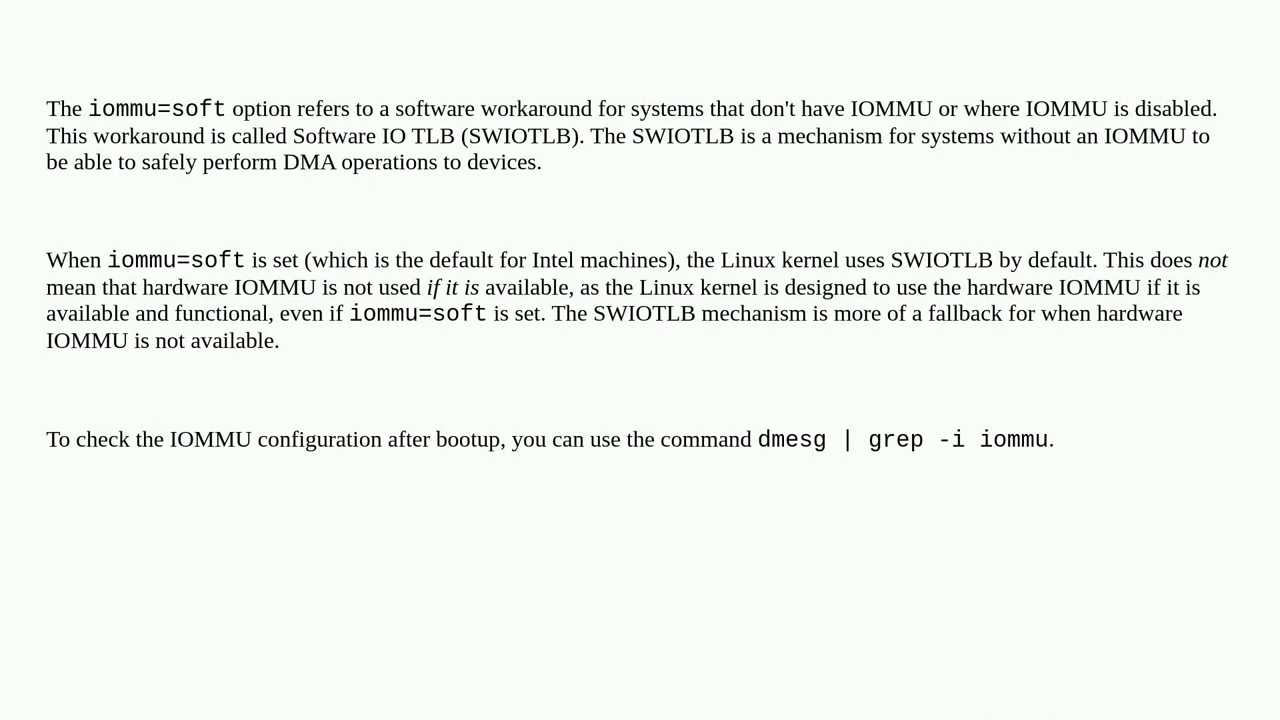 The iommu=soft option refers to a software workaround for systems that don't have IOMMU or where IOMMU is disabled.
This workaround is called Software IO TLB (SWIOTLB). The SWIOTLB is a mechanism for systems without an IOMMU to
be able to safely perform DMA operations to devices.
When iommu=soft is set (which is the default for Intel machines), the Linux kernel uses SWIOTLB by default. This does not
mean that hardware IOMMU is not used if it is available, as the Linux kernel is designed to use the hardware IOMMU if it is
available and functional, even if iommu=soft is set. The SWIOTLB mechanism is more of a fallback for when hardware
IOMMU is not available.
To check the IOMMU configuration after bootup, you can use the command dmesg | grep -i iommu.